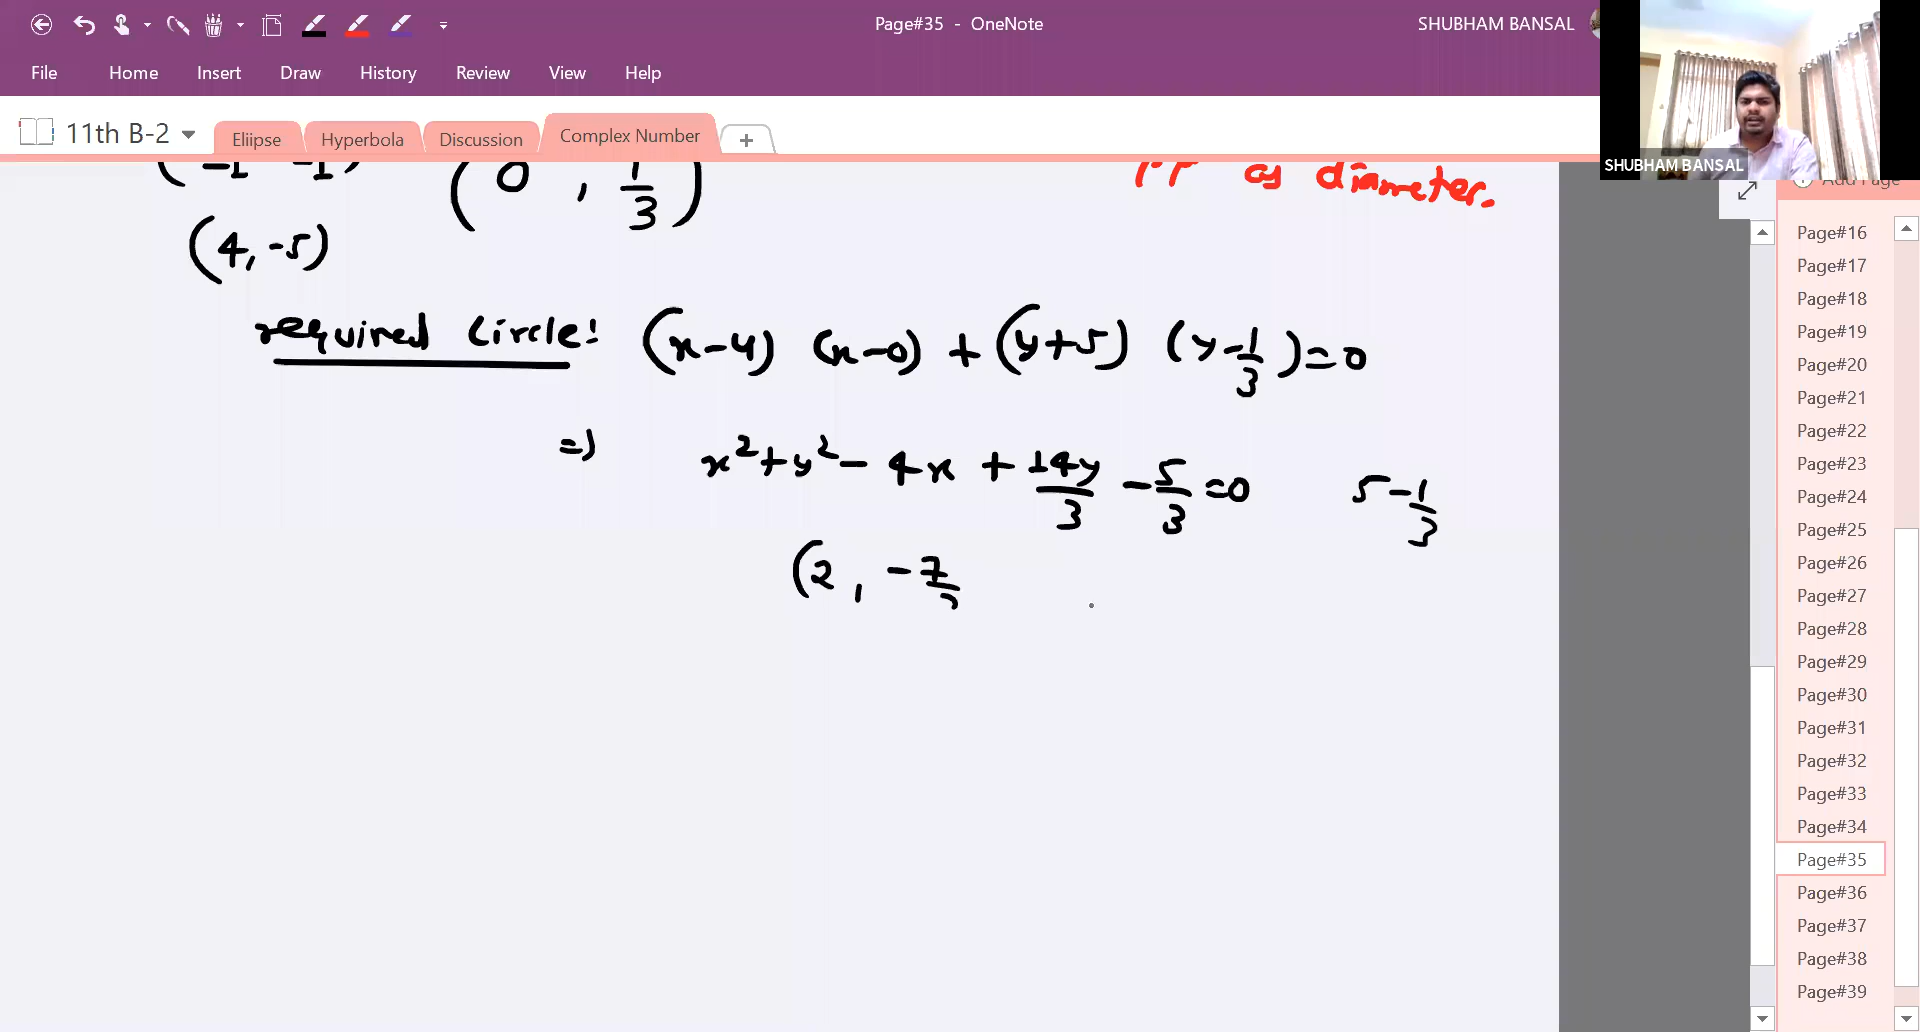 Page#35 - OneNote
SHUBHAM BANSAL
File Home Insert Draw History Review View Help
11th B-2 Eliipse Hyperbola Discussion Complex Number +
SHUBHAM BANSAL
Add Page
as diameter.
(0, 1/3)
(4, -5)
required Circle: (x-4) (x-0) + (y+5) (y-1/3)=0
=) x²+y²-4x+14y/3-5/3=0 5-1/3
(2, -7/
Page#16
Page#17
Page#18
Page#19
Page#20
Page#21
Page#22
Page#23
Page#24
Page#25
Page#26
Page#27
Page#28
Page#29
Page#30
Page#31
Page#32
Page#33
Page#34
Page#35
Page#36
Page#37
Page#38
Page#39